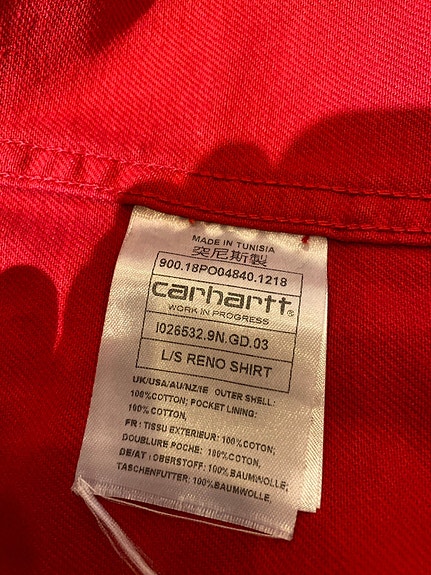 MADE IN TUNISIA
突尼斯製
900.18PO04840.1218
carhartt®
WORK IN PROGRESS
I026532.9N.GD.03
L/S RENO SHIRT
UK/USA/AU/NZ/IE OUTER SHELL:
100%COTTON; POCKET LINING:
100% COTTON,
FR: TISSU EXTERIEUR: 100%COTON;
DOUBLURE POCHE: 100%COTON,
DE/AT: OBERSTOFF: 100%BAUMWOLLE;
TASCHENFUTTER: 100%BAUMWOLLE,